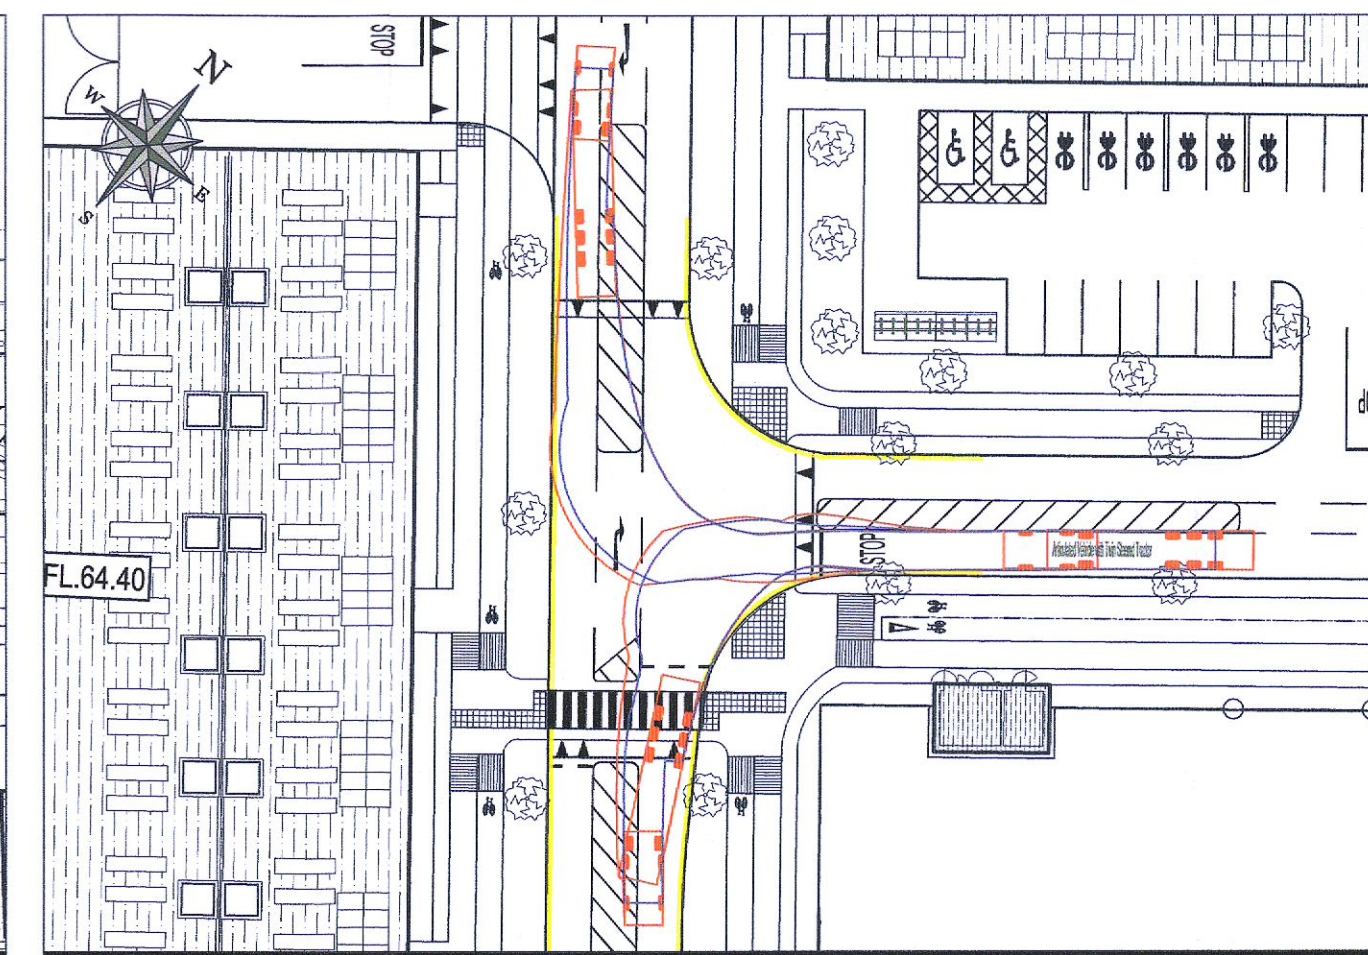 STOP
N
W
E
S
STOP
Articulated Vehicle with Twin Steered Tractor
FL.64.40